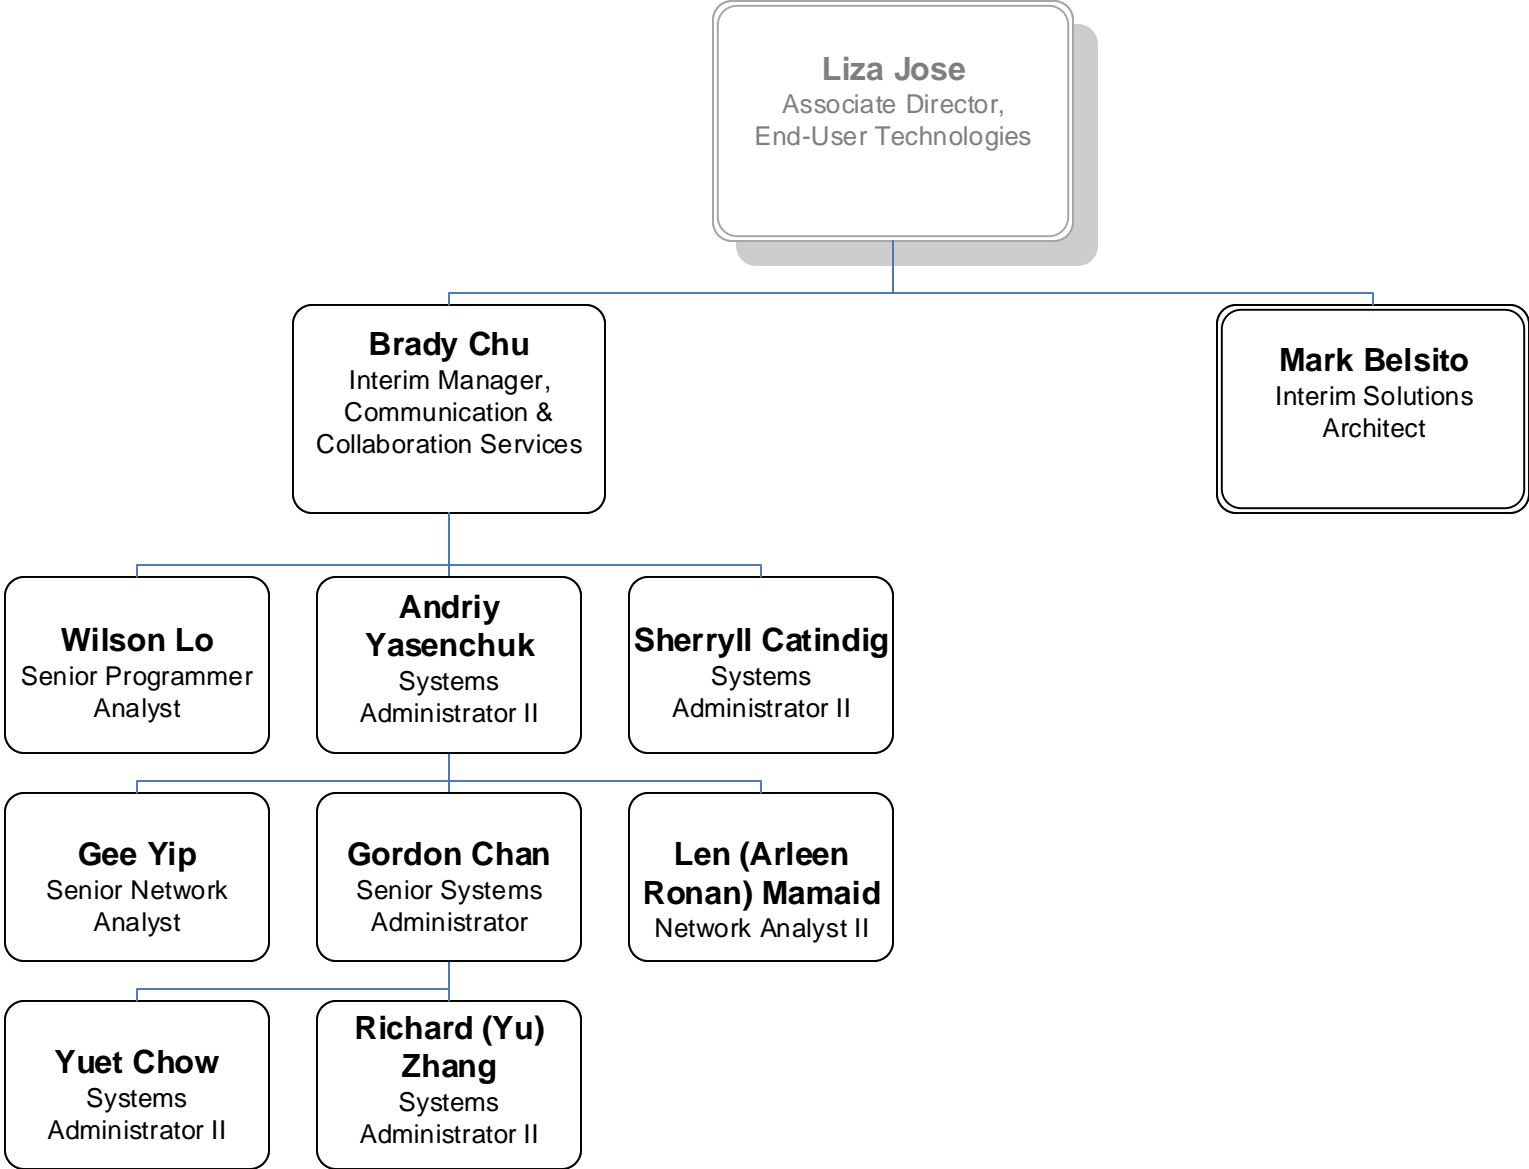 Liza Jose
Associate Director,
End-User Technologies
Brady Chu
Interim Manager,
Communication &
Collaboration Services
Mark Belsito
Interim Solutions
Architect
Wilson Lo
Senior Programmer
Analyst
Andriy
Yasenchuk
Systems
Administrator II
Sherryll Catindig
Systems
Administrator II
Gee Yip
Senior Network
Analyst
Gordon Chan
Senior Systems
Administrator
Len (Arleen
Ronan) Mamaid
Network Analyst II
Yuet Chow
Systems
Administrator II
Richard (Yu)
Zhang
Systems
Administrator II